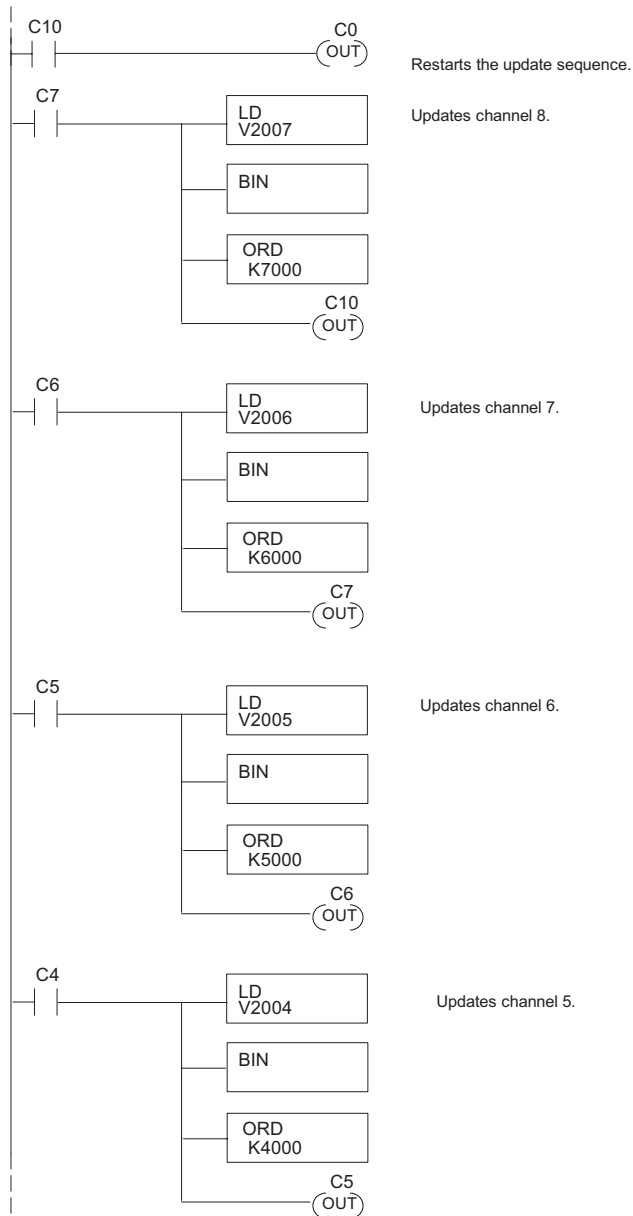 C10
C0
OUT
Restarts the update sequence.
C7
LD
V2007
Updates channel 8.
BIN
ORD
K7000
C10
OUT
C6
LD
V2006
Updates channel 7.
BIN
ORD
K6000
C7
OUT
C5
LD
V2005
Updates channel 6.
BIN
ORD
K5000
C6
OUT
C4
LD
V2004
Updates channel 5.
BIN
ORD
K4000
C5
OUT